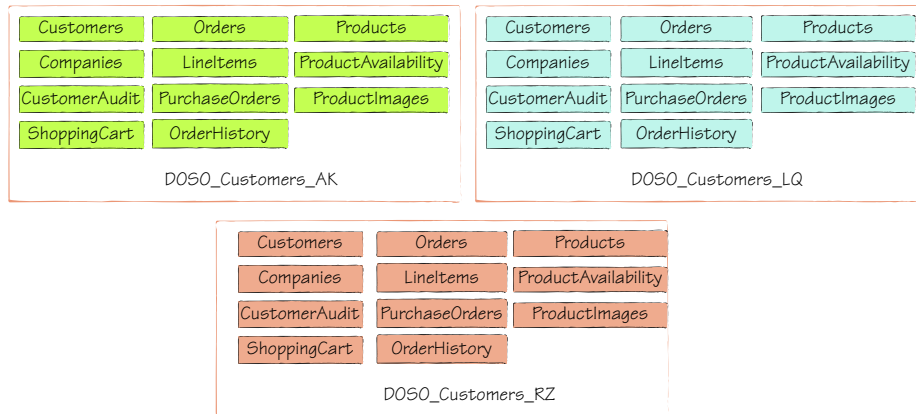 Customers Orders Products
Companies LineItems ProductAvailability
CustomerAudit PurchaseOrders ProductImages
ShoppingCart OrderHistory
DOSO_Customers_AK
Customers Orders Products
Companies LineItems ProductAvailability
CustomerAudit PurchaseOrders ProductImages
ShoppingCart OrderHistory
DOSO_Customers_LQ
Customers Orders Products
Companies LineItems ProductAvailability
CustomerAudit PurchaseOrders ProductImages
ShoppingCart OrderHistory
DOSO_Customers_RZ